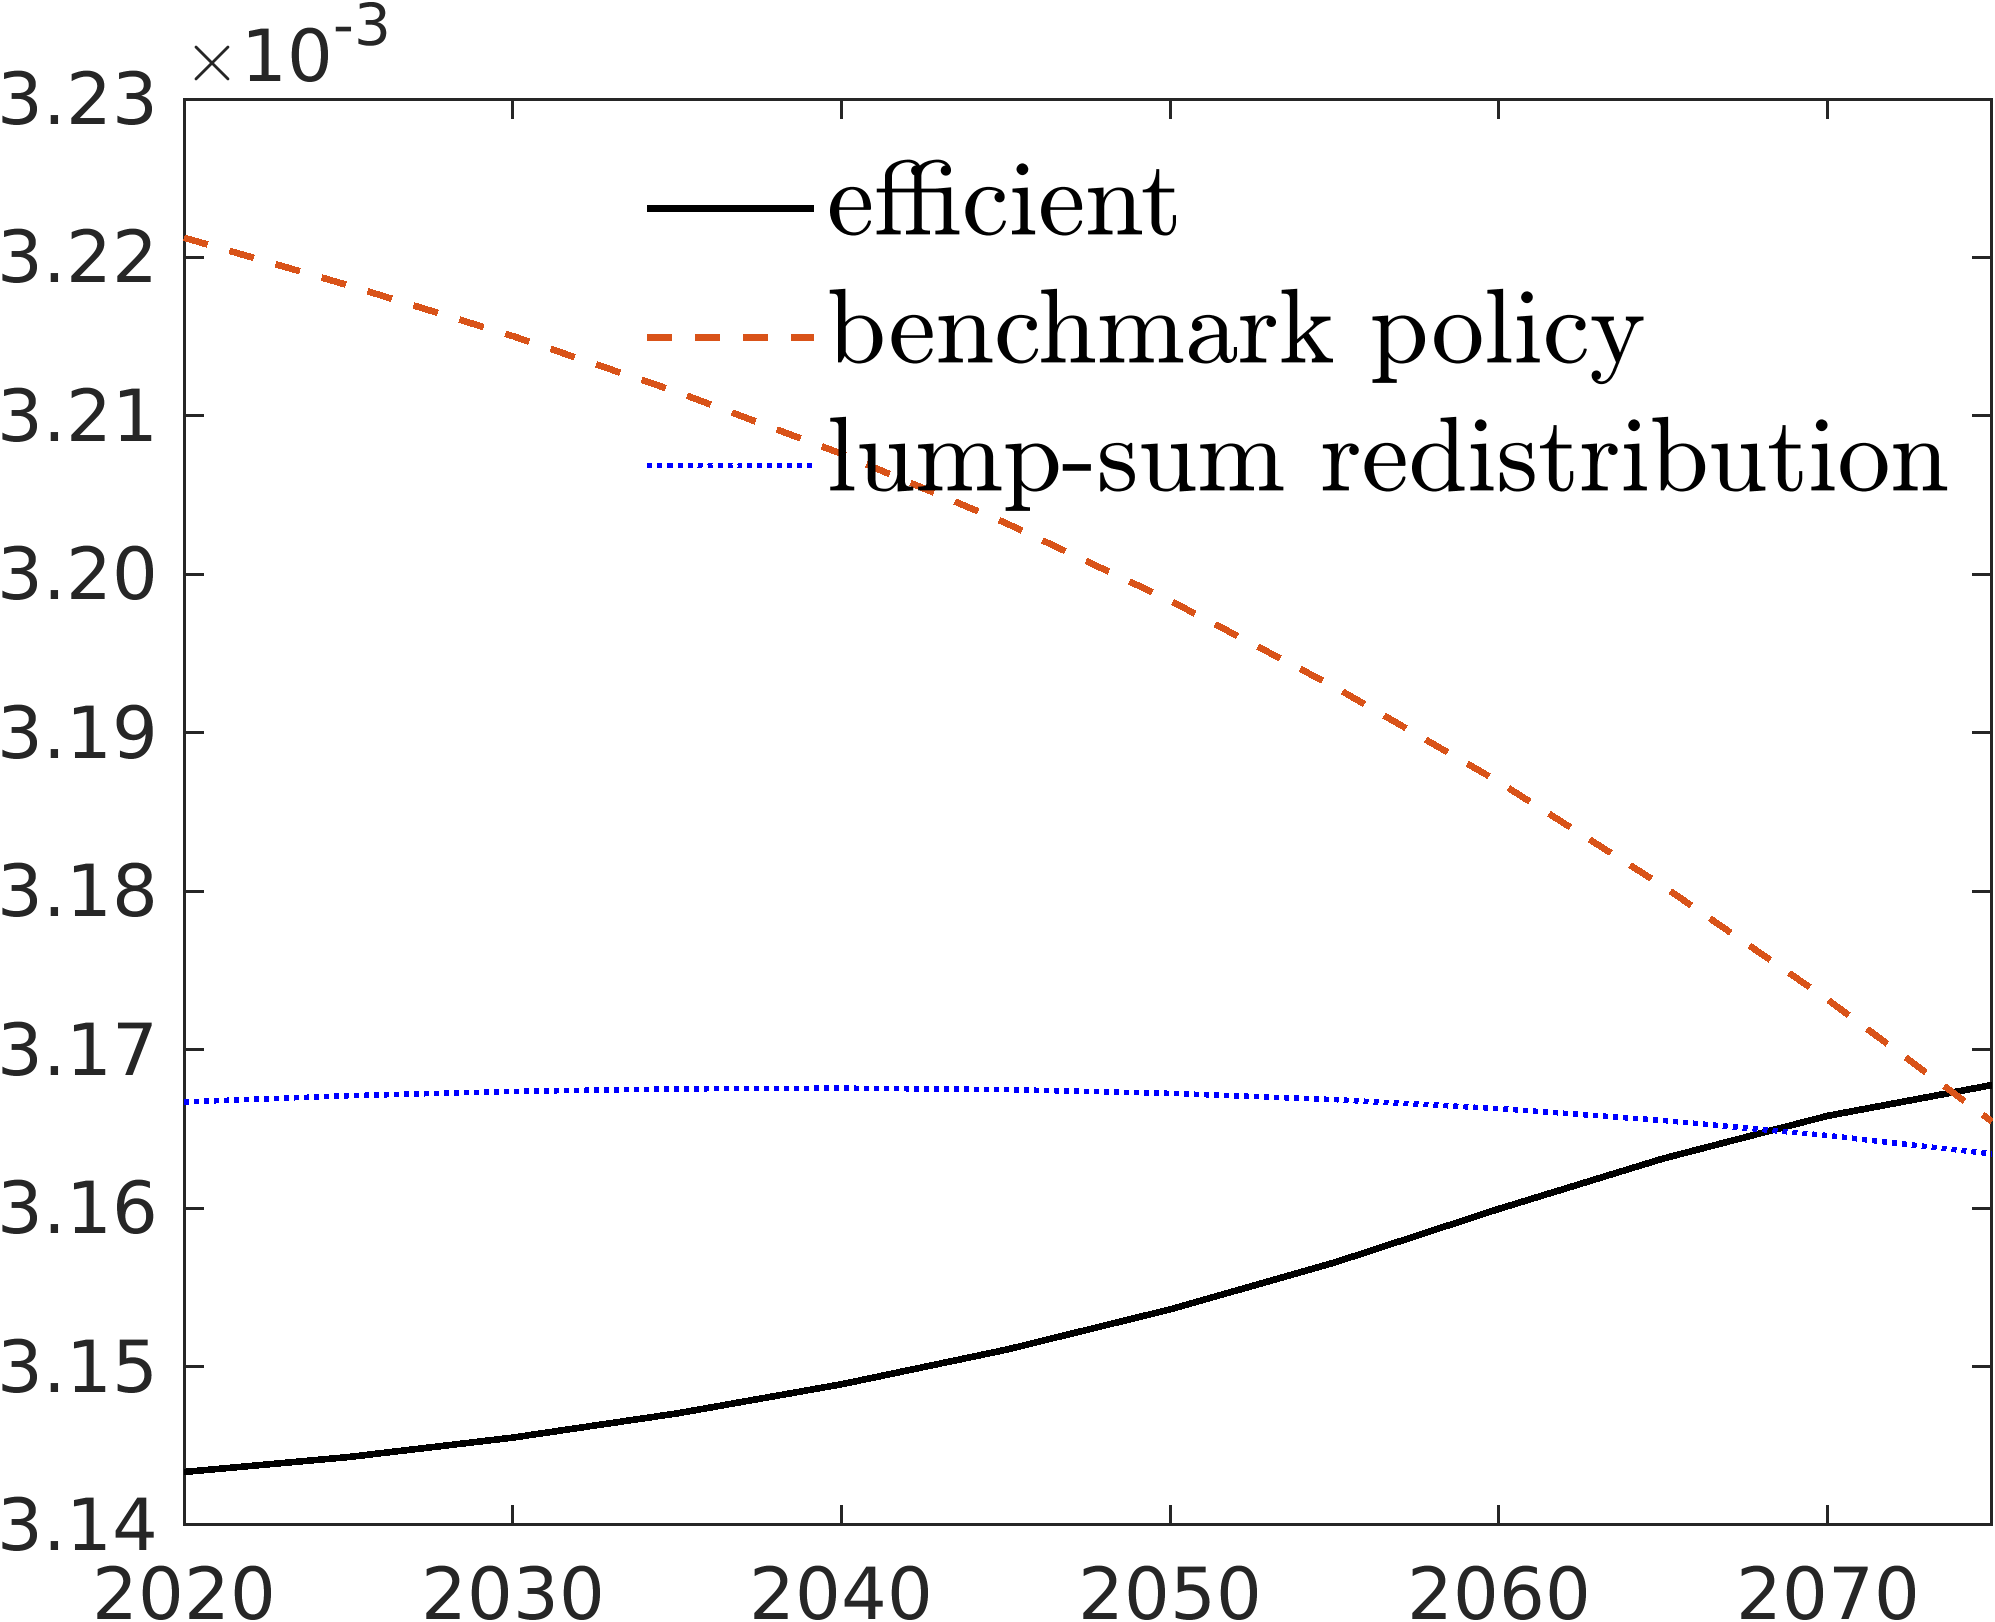 ×10-3
3.23
efficient
3.22
benchmark policy
3.21
lump-sum redistribution
3.20
3.19
3.18
3.17
3.16
3.15
3.14
2020 2030 2040 2050 2060 2070